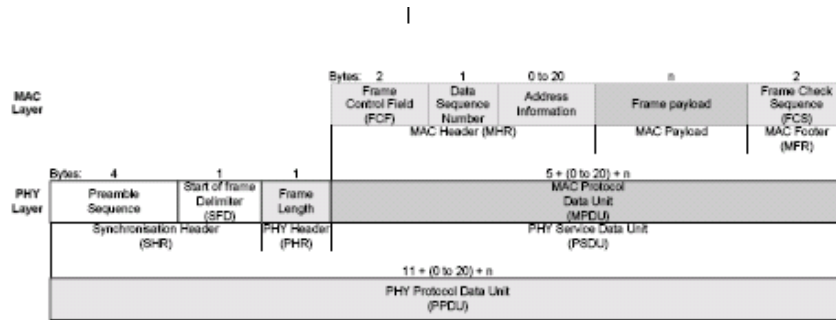 Bytes: 2 1 0 to 20 n 2
MAC Layer
Frame Control Field (FCF)
Data Sequence Number
Address Information
Frame payload
Frame Check Sequence (FCS)
MAC Header (MHR)
MAC Payload
MAC Footer (MFR)
Bytes: 4 1 1 5 + (0 to 20) + n
PHY Layer
Preamble Sequence
Start of frame Delimiter (SFD)
Frame Length
MAC Protocol Data Unit (MPDU)
Synchronisation Header (SHR)
PHY Header (PHR)
PHY Service Data Unit (PSDU)
11 + (0 to 20) + n
PHY Protocol Data Unit (PPDU)